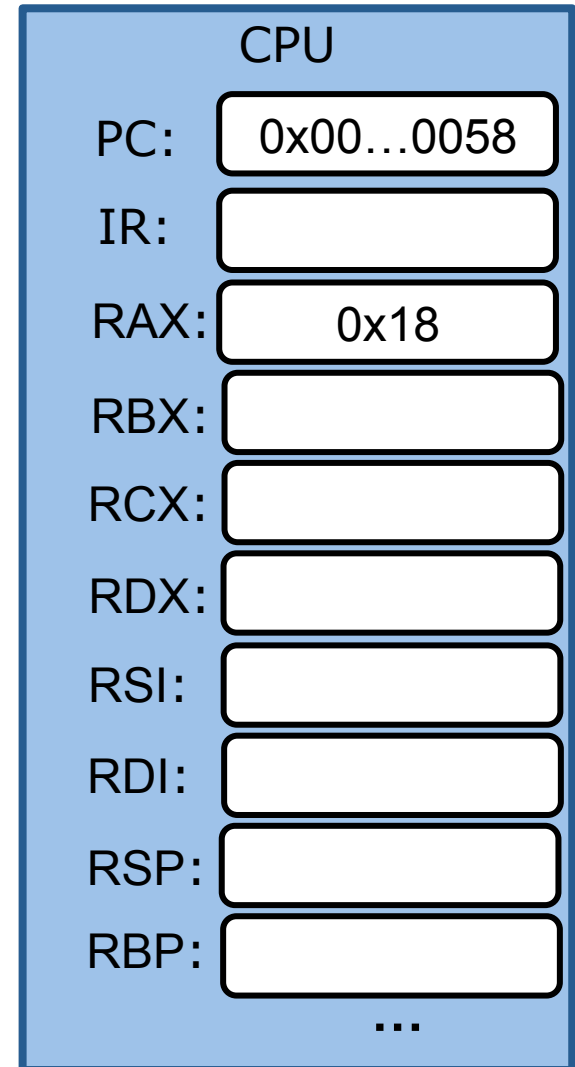 CPU
PC: 0x00...0058
IR:
RAX: 0x18
RBX:
RCX:
RDX:
RSI:
RDI:
RSP:
RBP:
...